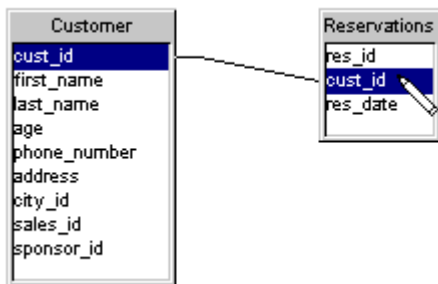 Customer
cust_id
first_name
last_name
age
phone_number
address
city_id
sales_id
sponsor_id
Reservations
res_id
cust_id
res_date